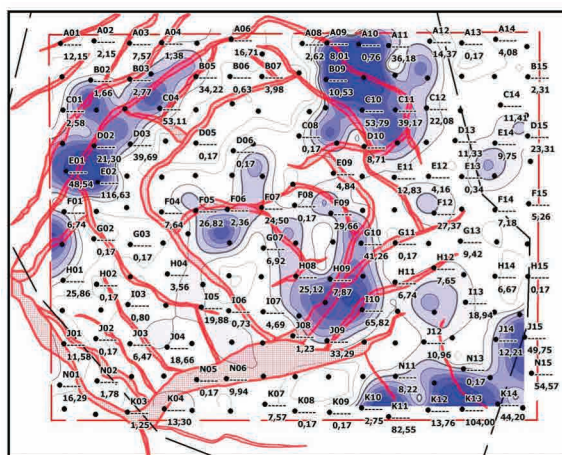 A01 A02 A03 A04 A06 A08 A09 A10 A11 A12 A13 A14
12,15 2,15 7,57 1,38 16,71 2,62 8,01 0,76 36,18 14,37 0,17 4,08
B02 B03 B05 B06 B07 B09 B15
1,66 2,77 34,22 0,63 3,98 10,53 2,31
C01 C04 C10 C11 C12 C14
2,58 53,11 53,79 39,17 22,08 11,41
D02 D03 D05 D06 C08 D10 D13 E14 D15
21,30 39,69 0,17 0,17 0,17 8,71 11,33 9,75 23,31
E01 E02 E09 E11 E12 E13
48,54 116,63 4,84 12,83 4,16 0,34
F01 F04 F05 F06 F07 F08 F09 F12 F14 F15
6,74 7,64 26,82 2,36 24,50 0,17 29,66 27,37 7,18 5,26
G02 G03 G07 G10 G11 G13
0,17 0,17 6,92 41,26 0,17 9,42
H01 H02 H04 H08 H09 H11 H12 H14 H15
25,86 0,17 3,56 25,12 7,87 6,74 7,65 6,67 0,17
I03 I05 I06 I07 I10 I13
0,80 19,88 0,73 4,69 65,82 18,94
J01 J02 J03 J04 J08 J09 J12 J14 J15
11,58 0,17 6,47 18,66 1,23 33,29 10,96 12,21 49,75
N01 N02 N05 N06 N11 N13 N15
16,29 1,78 0,17 9,94 8,22 0,17 54,57
K03 K04 K07 K08 K09 K10 K11 K12 K13 K14
1,25 13,30 7,57 0,17 0,17 2,75 82,55 13,76 104,00 44,20